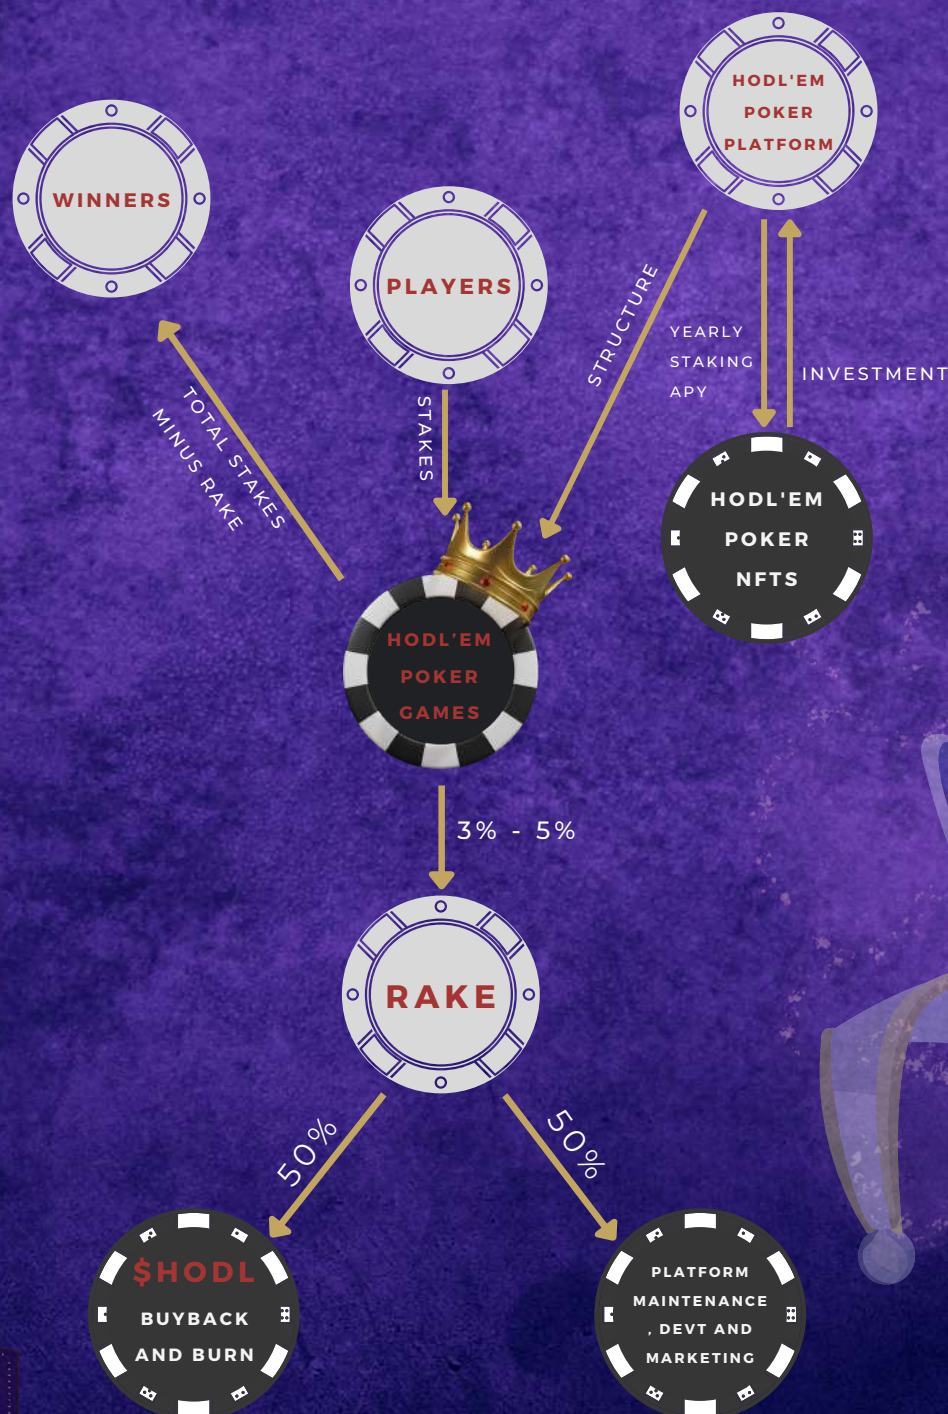 HODL'EM
POKER
PLATFORM
WINNERS
PLAYERS
STRUCTURE
YEARLY
STAKING
APY
INVESTMENT
TOTAL STAKES
MINUS RAKE
STAKES
HODL'EM
POKER
NFTS
HODL'EM
POKER
GAMES
3% - 5%
RAKE
50%
50%
$HODL
BUYBACK
AND BURN
PLATFORM
MAINTENANCE
, DEVT AND
MARKETING